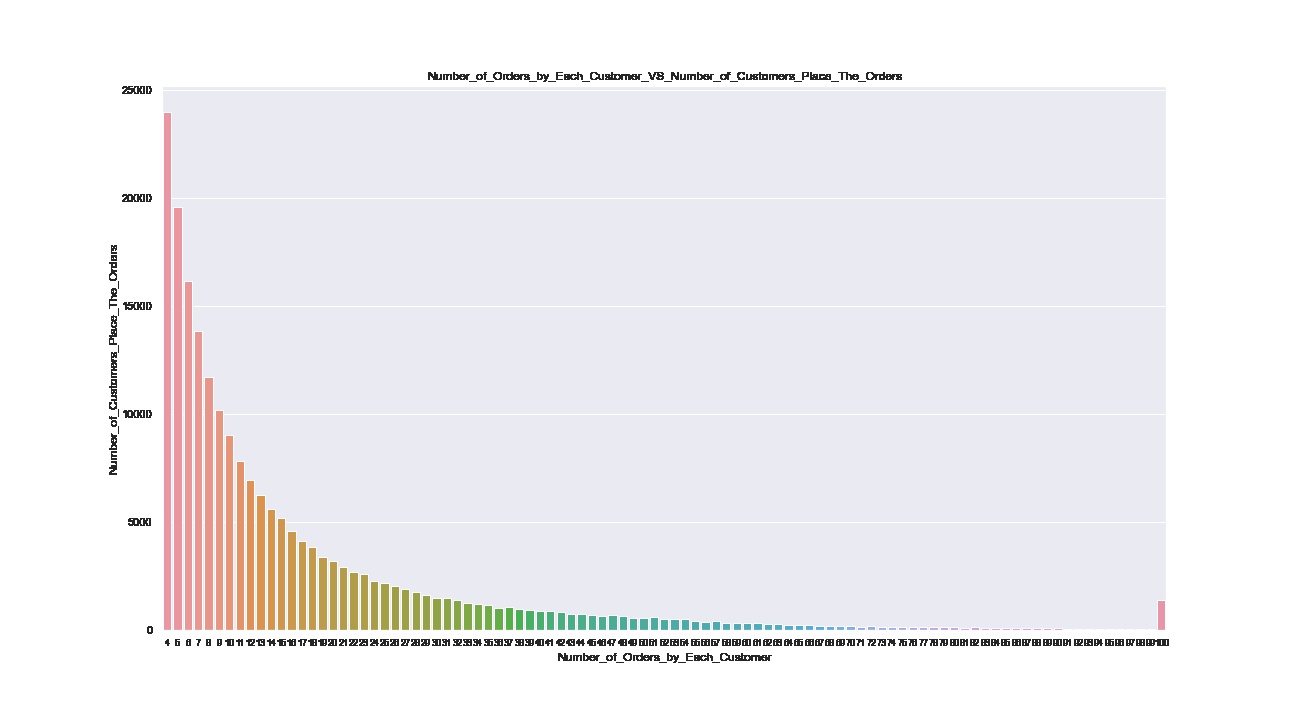 Number_of_Orders_by_Each_Customer_VS_Number_of_Customers_Place_The_Orders
25000
20000
15000
10000
5000
0
Number_of_Customers_Place_The_Orders
4 5 6 7 8 9 10 11 12 13 14 15 16 17 18 19 20 21 22 23 24 25 26 27 28 29 30 31 32 33 34 35 36 37 38 39 40 41 42 43 44 45 46 47 48 49 50 51 52 53 54 55 56 57 58 59 60 61 62 63 64 65 66 67 68 69 70 71 72 73 74 75 76 77 78 79 80 81 82 83 84 85 86 87 88 89 90 91 92 93 94 95 96 97 98 99 100
Number_of_Orders_by_Each_Customer